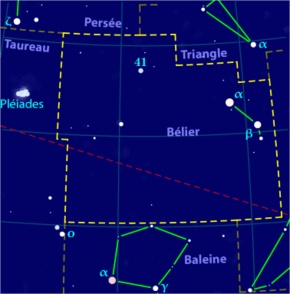 ζ
Persée
Taureau
α
Triangle
41
α
Pléiades
Bélier
β
ο
Baleine
α
γ